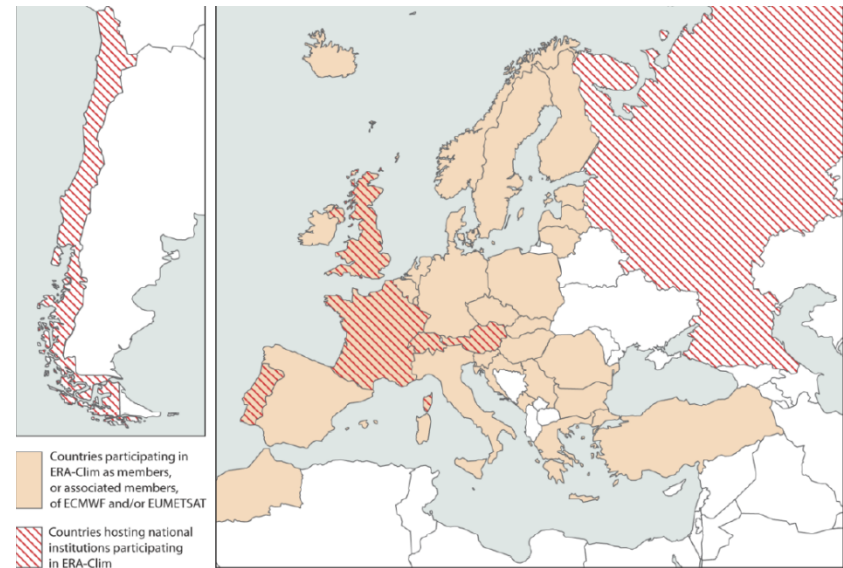 Countries participating in
ERA-Clim as members,
or associated members,
of ECMWF and/or EUMETSAT
Countries hosting national
institutions participating
in ERA-Clim